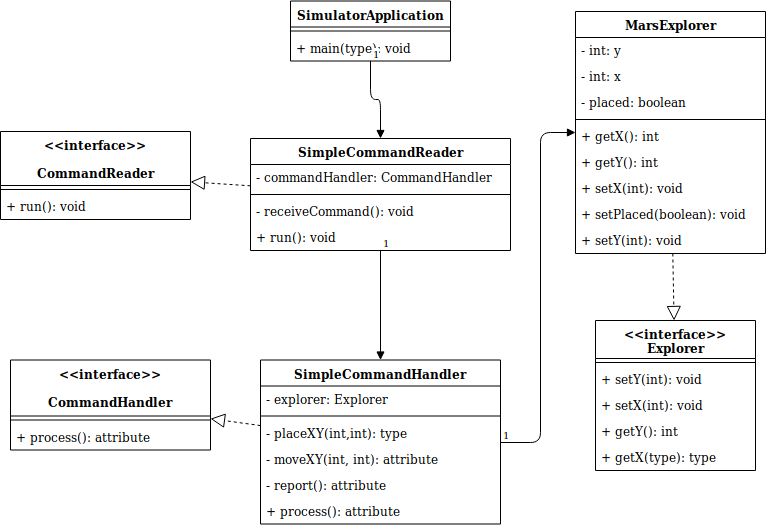 SimulatorApplication
+ main(type): void
1
MarsExplorer
- int: y
- int: x
- placed: boolean
+ getX(): int
+ getY(): int
+ setX(int): void
+ setPlaced(boolean): void
+ setY(int): void
<<interface>>
CommandReader
+ run(): void
SimpleCommandReader
- commandHandler: CommandHandler
- receiveCommand(): void
+ run(): void
1
<<interface>>
Explorer
+ setY(int): void
+ setX(int): void
+ getY(): int
+ getX(type): type
<<interface>>
CommandHandler
+ process(): attribute
SimpleCommandHandler
- explorer: Explorer
- placeXY(int,int): type
- moveXY(int, int): attribute
- report(): attribute
+ process(): attribute
1